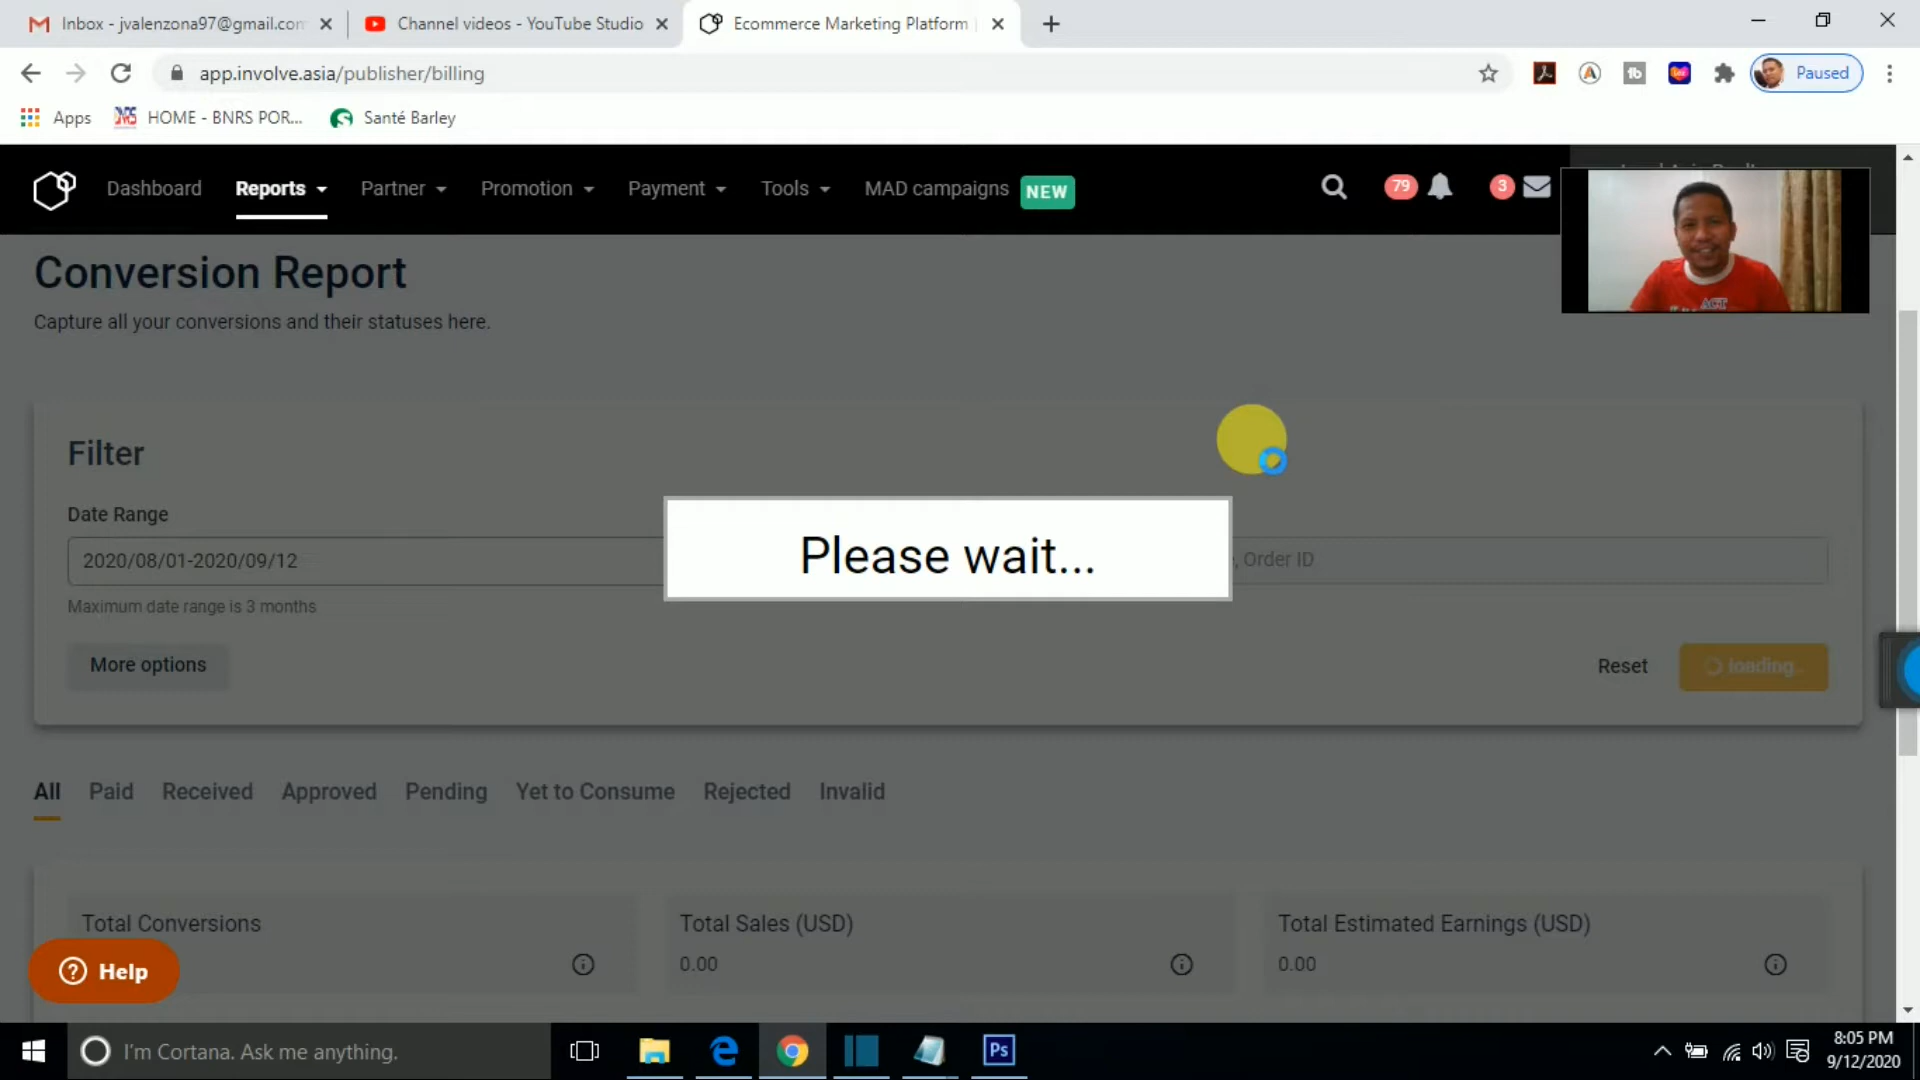 Inbox - jvalenzona97@gmail.com
Channel videos - YouTube Studio
Ecommerce Marketing Platform
app.involve.asia/publisher/billing
Paused
Apps
HOME - BNRS POR...
Santé Barley
Dashboard
Reports
Partner
Promotion
Payment
Tools
MAD campaigns
NEW
79
3
ACT
Conversion Report
Capture all your conversions and their statuses here.
Filter
Date Range
2020/08/01-2020/09/12
, Order ID
Please wait...
Maximum date range is 3 months
More options
Reset
loading..
All
Paid
Received
Approved
Pending
Yet to Consume
Rejected
Invalid
Total Conversions
Total Sales (USD)
0.00
Total Estimated Earnings (USD)
0.00
Help
I'm Cortana. Ask me anything.
Ps
8:05 PM
9/12/2020